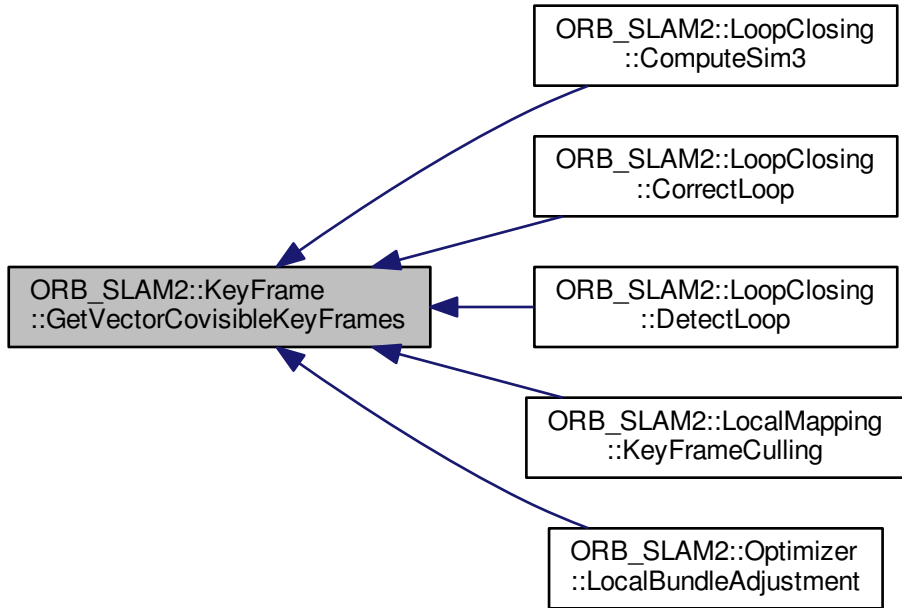 ORB_SLAM2::LoopClosing
::ComputeSim3
ORB_SLAM2::LoopClosing
::CorrectLoop
ORB_SLAM2::KeyFrame
::GetVectorCovisibleKeyFrames
ORB_SLAM2::LoopClosing
::DetectLoop
ORB_SLAM2::LocalMapping
::KeyFrameCulling
ORB_SLAM2::Optimizer
::LocalBundleAdjustment